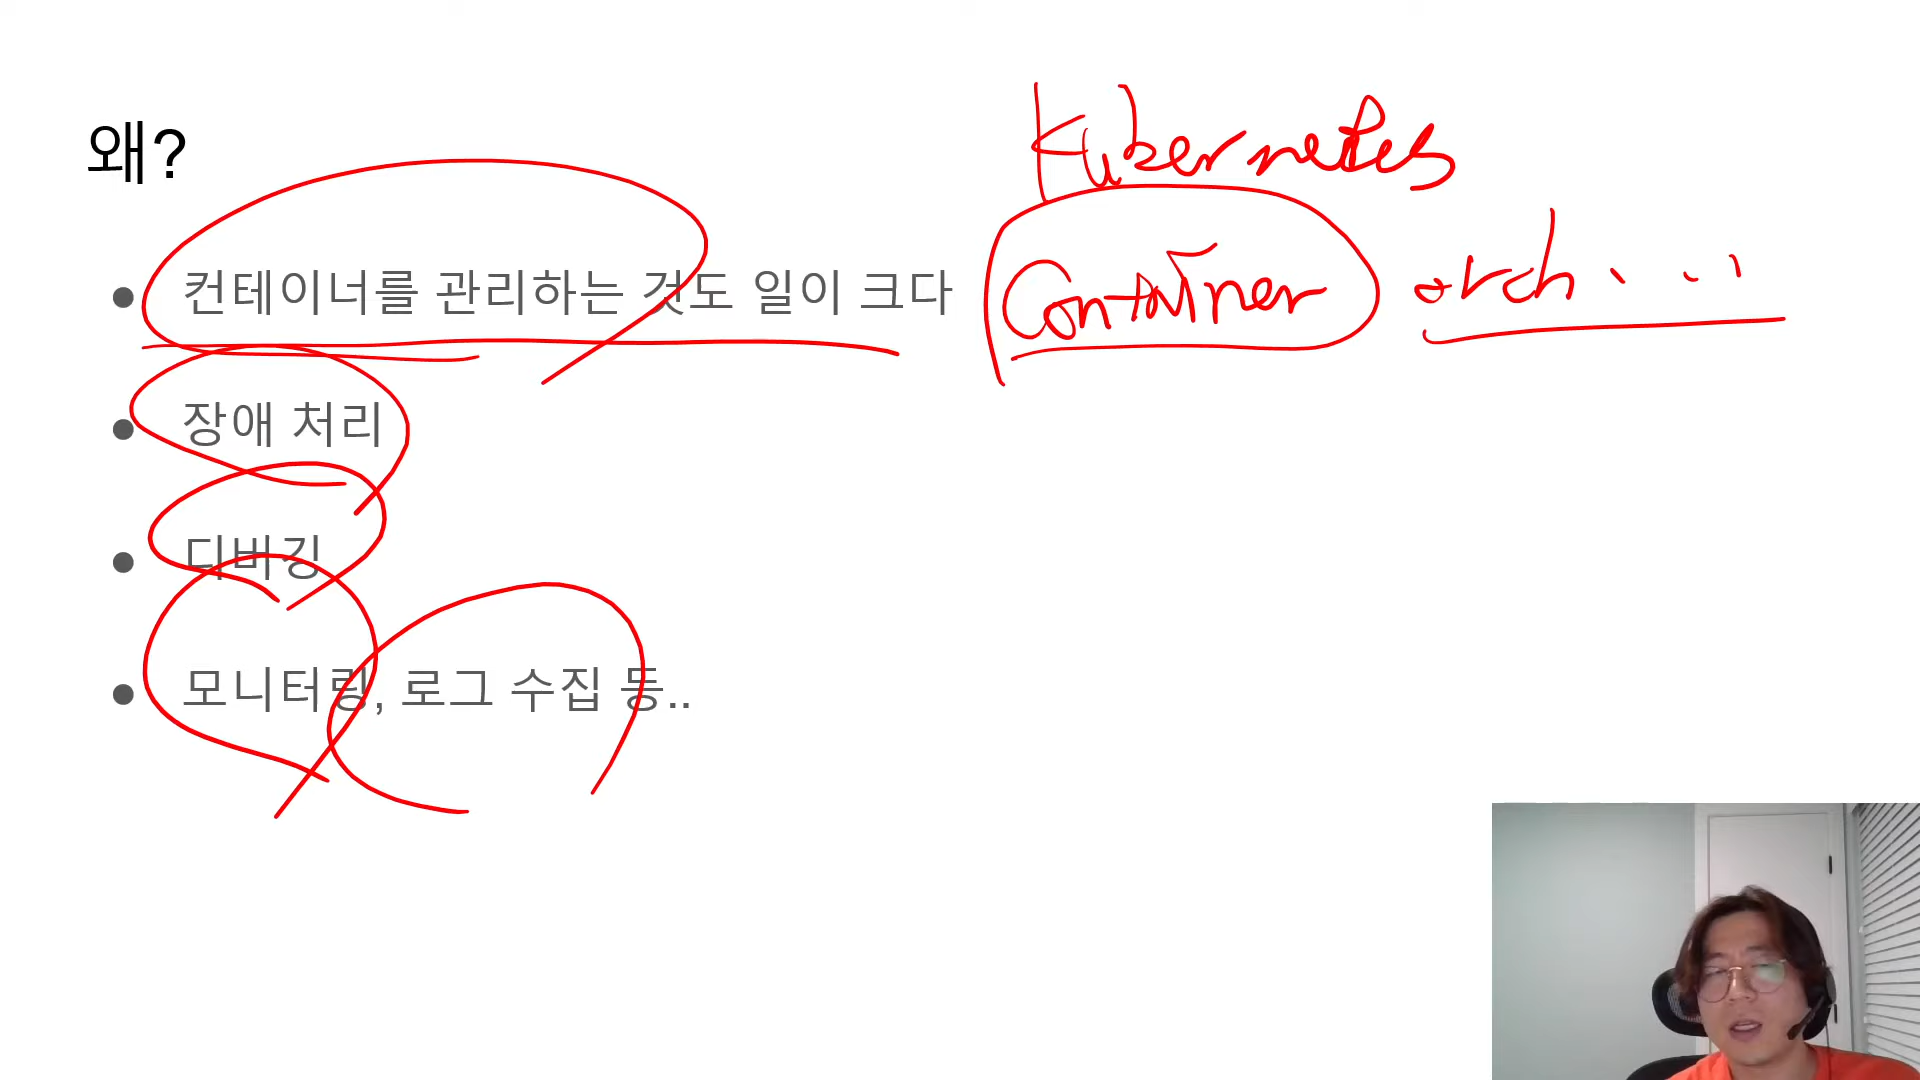 왜?
Kubernetes
컨테이너를 관리하는 것도 일이 크다
Container orch...
장애 처리
디버깅
모니터링, 로그 수집 등..